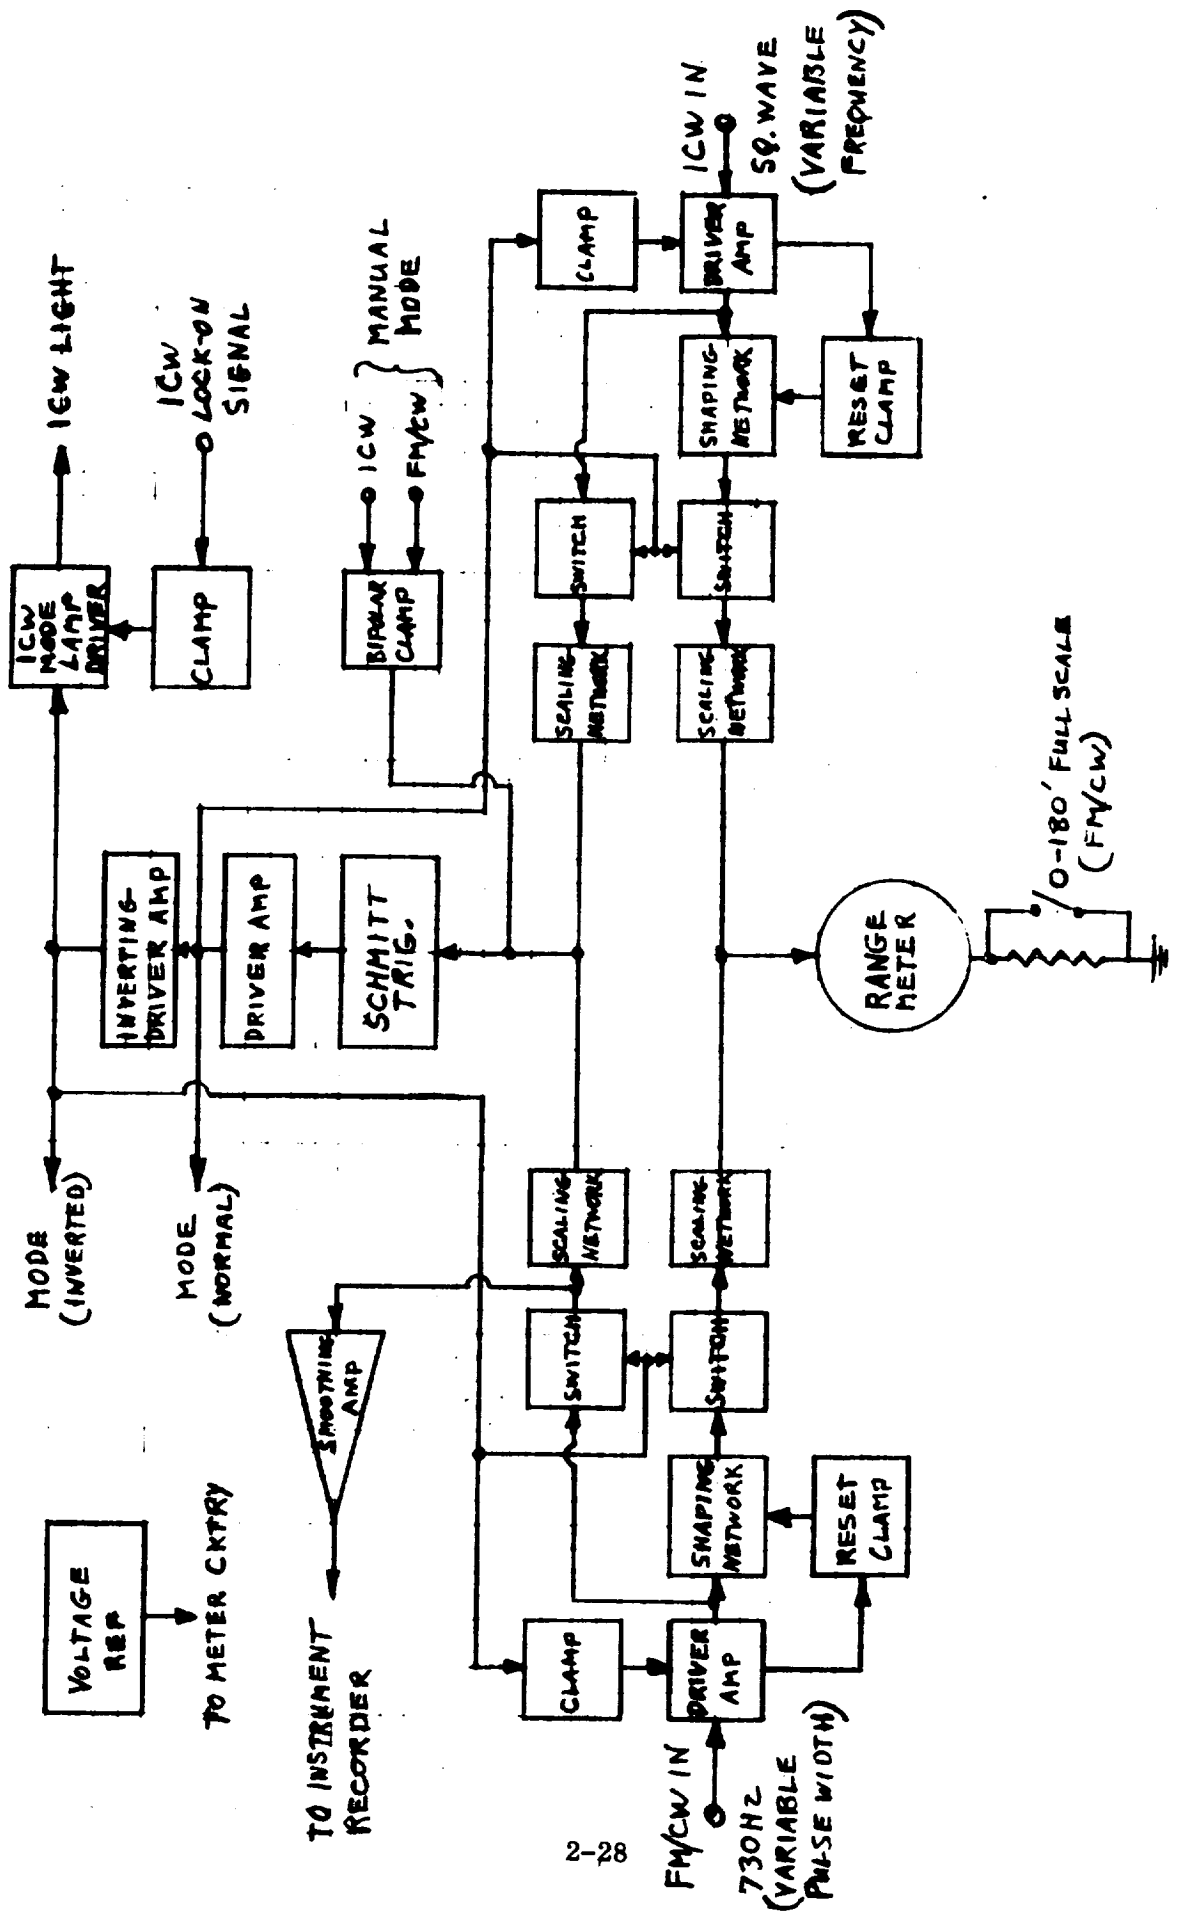 VOLTAGE
REF
TO METER CKTRY
MODE
(INVERTED)
MODE
(NORMAL)
INVERTING
DRIVER AMP
DRIVER AMP
SCHMITT
TRIG.
ICW
MODE
LAMP
DRIVER
ICW LIGHT
CLAMP
ICW
LOCK-ON
SIGNAL
BIPOLAR
CLAMP
ICW
FM/CW
MANUAL
MODE
TO INSTRUMENT
RECORDER
SMOOTHING
AMP
CLAMP
SWITCH
SCALING
NETWORK
SCALING
NETWORK
SWITCH
CLAMP
FM/CW IN
730HZ
(VARIABLE
PULSE WIDTH)
DRIVER
AMP
SHAPING
NETWORK
SWITCH
SCALING
NETWORK
SCALING
NETWORK
SWITCH
SHAPING
NETWORK
DRIVER
AMP
ICW IN
SQ. WAVE
(VARIABLE
FREQUENCY)
RESET
CLAMP
RANGE
METER
RESET
CLAMP
0-180' FULL SCALE
(FM/CW)
2-28